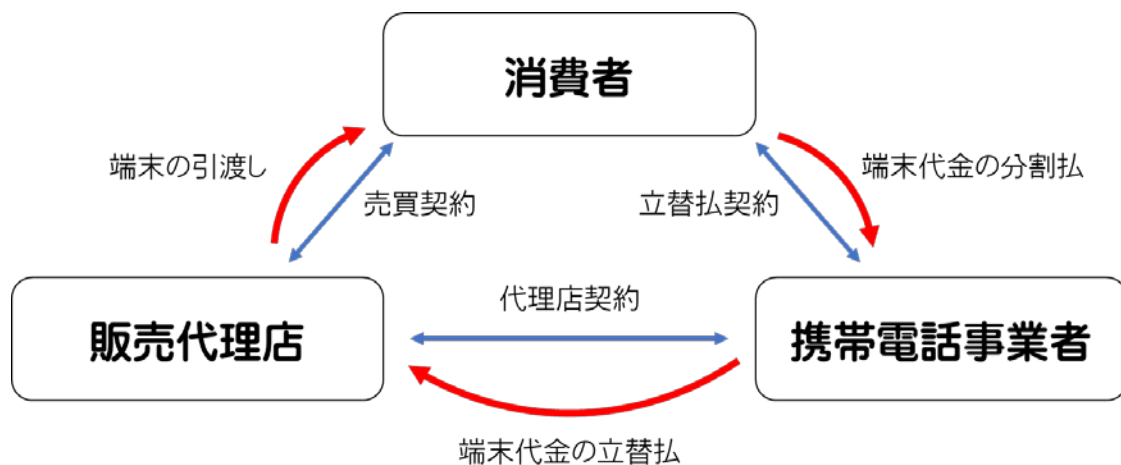 消費者
端末の引渡し
端末代金の分割払
売買契約
立替払契約
代理店契約
販売代理店
携帯電話事業者
端末代金の立替払